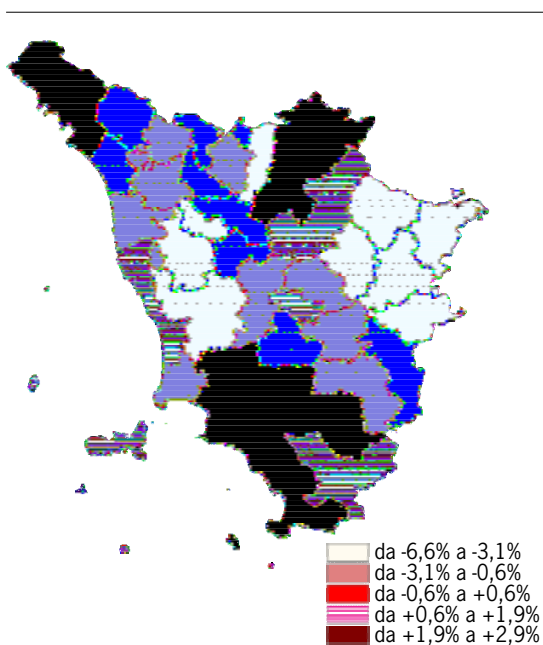 da -6,6% a -3,1%
da -3,1% a -0,6%
da -0,6% a +0,6%
da +0,6% a +1,9%
da +1,9% a +2,9%